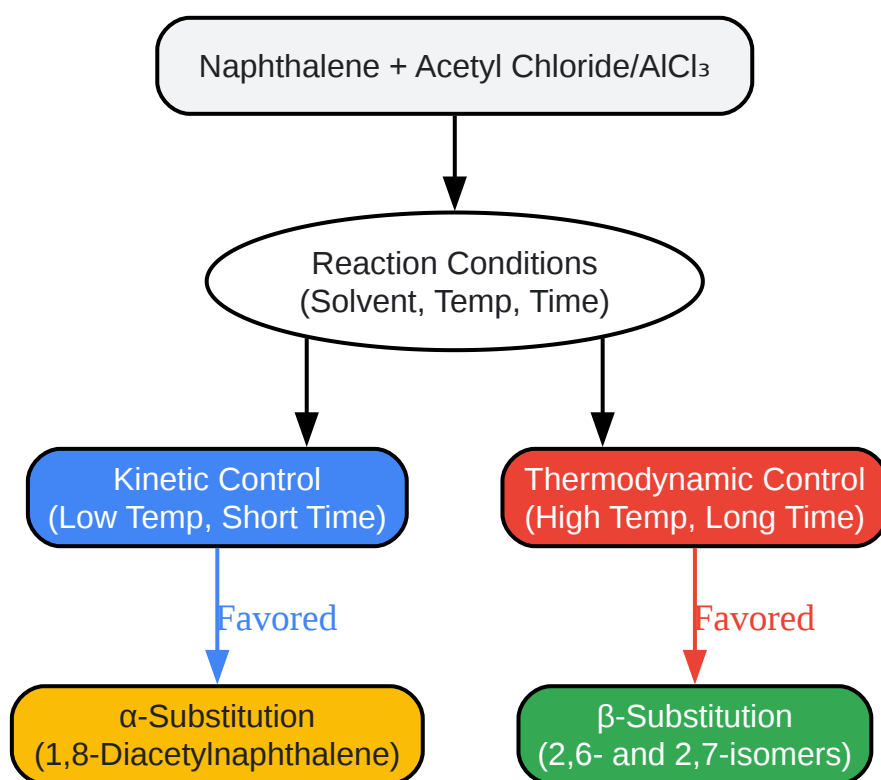 Naphthalene + Acetyl Chloride/AlCl₃
Reaction Conditions
(Solvent, Temp, Time)
Kinetic Control
(Low Temp, Short Time)
Thermodynamic Control
(High Temp, Long Time)
Favored
Favored
α-Substitution
(1,8-Diacetylnaphthalene)
β-Substitution
(2,6- and 2,7-isomers)